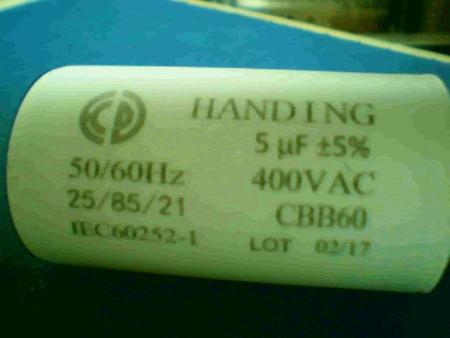 HANDING
5 µF ±5%
50/60Hz 400VAC
25/85/21 CBB60
IEC60252-1 LOT 02/17